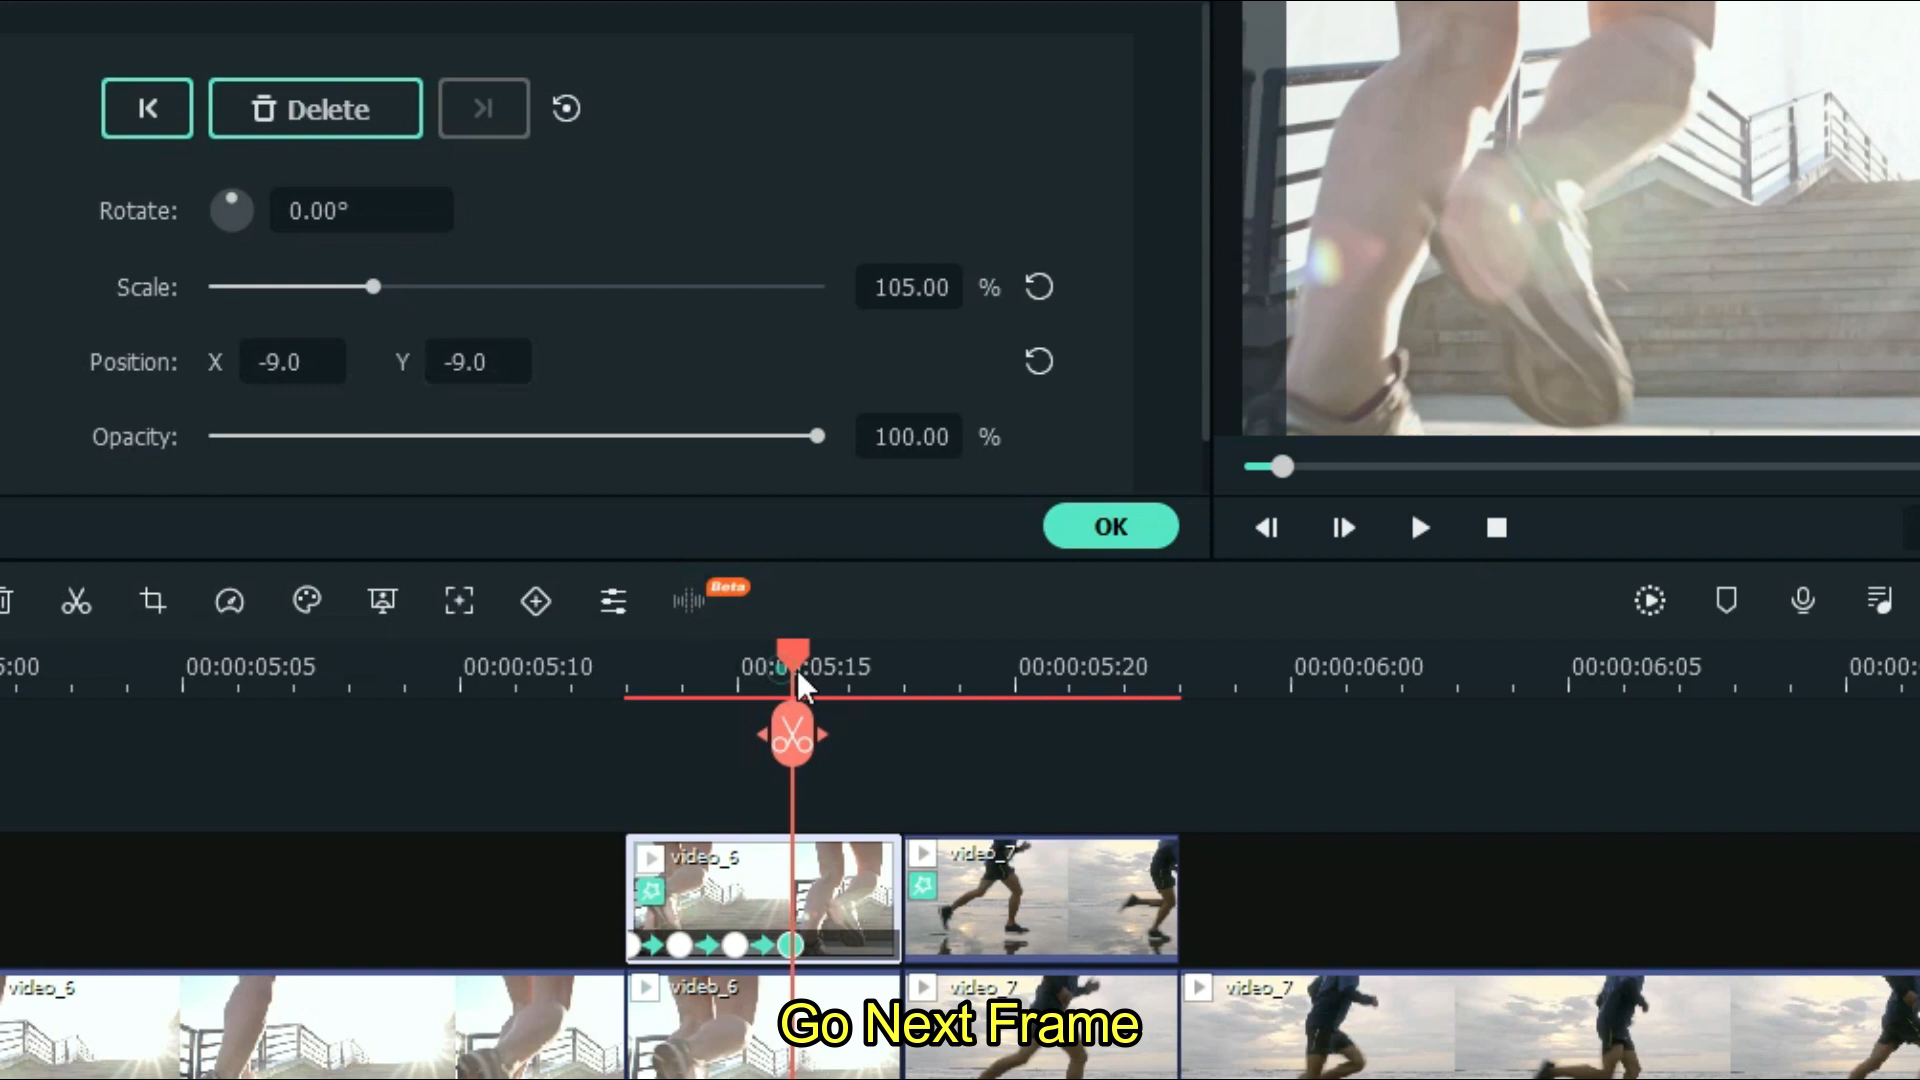 Delete
Rotate: 0.00°
Scale: 105.00 %
Position: X -9.0 Y -9.0
Opacity: 100.00 %
OK
Beta
5:00 00:00:05:05 00:00:05:10 00:00:05:15 00:00:05:20 00:00:06:00 00:00:06:05 00:00:
video_6 video_7
video_6 video_6 video_7 video_7
Go Next Frame